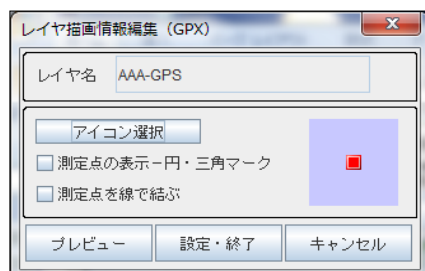 レイヤ描画情報編集（GPX）
レイヤ名 AAA-GPS
アイコン選択
測定点の表示－円・三角マーク
測定点を線で結ぶ
プレビュー 設定・終了 キャンセル